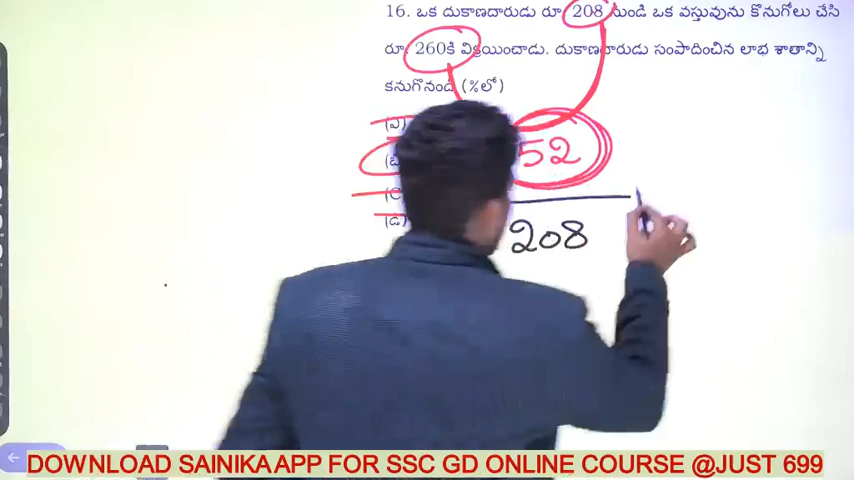 16. ఒక దుకాణదారుడు రూ. 208 నుండి ఒక వస్తువును కొనుగోలు చేసి
రూ. 260కి విక్రయించాడు. దుకాణదారుడు సంపాదించిన లాభ శాతాన్ని
కనుగొనండి (%లో)
(ఎ)
52
208
DOWNLOAD SAINIKA APP FOR SSC GD ONLINE COURSE @JUST 699